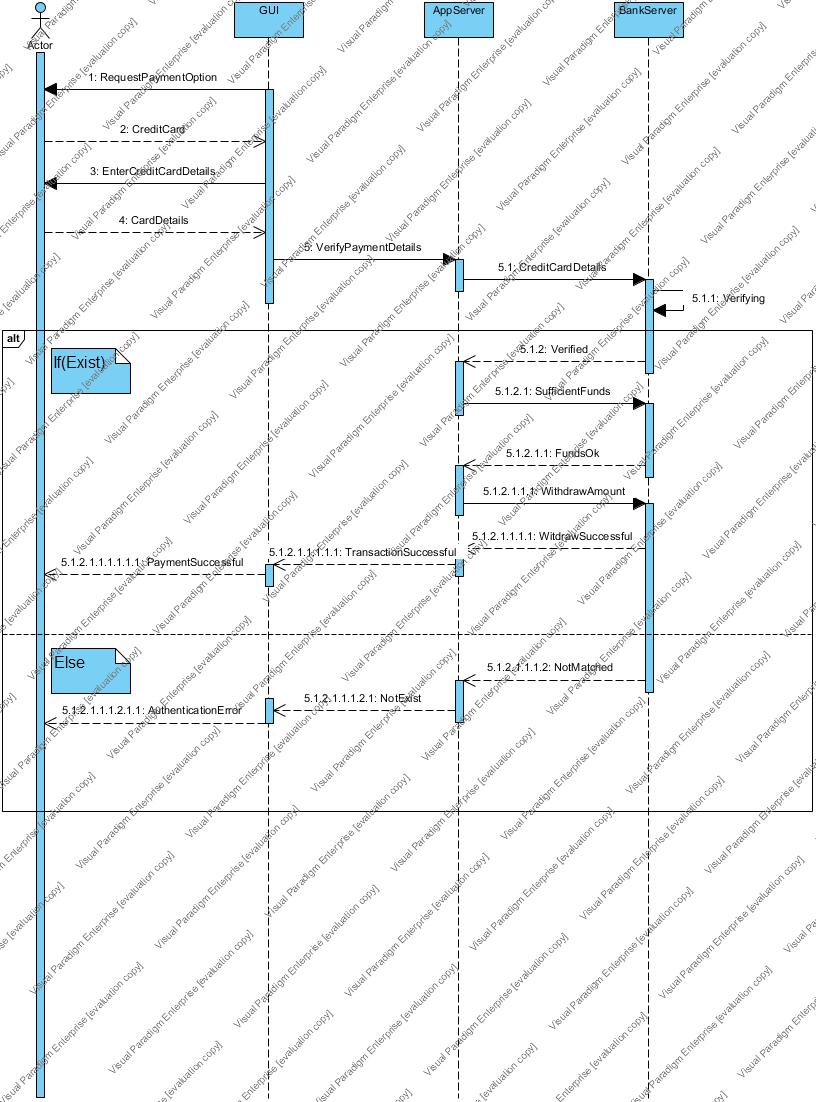 GUI
AppServer
BankServer
Actor
1: RequestPaymentOption
2: CreditCard
3: EnterCreditCardDetails
4: CardDetails
5: VerifyPaymentDetails
5.1: CreditCardDetails
5.1.1: Verifying
alt
If(Exist)
5.1.2: Verified
5.1.2.1: SufficientFunds
5.1.2.1.1: FundsOk
5.1.2.1.1.1: WithdrawAmount
5.1.2.1.1.1.1: WitdrawSuccessful
5.1.2.1.1.1.1.1: TransactionSuccessful
5.1.2.1.1.1.1.1.1: PaymentSuccessful
Else
5.1.2.1.1.1.2: NotMatched
5.1.2.1.1.1.2.1: NotExist
5.1.2.1.1.1.2.1.1: AuthenticationError
Visual Paradigm Enterprise [evaluation copy]